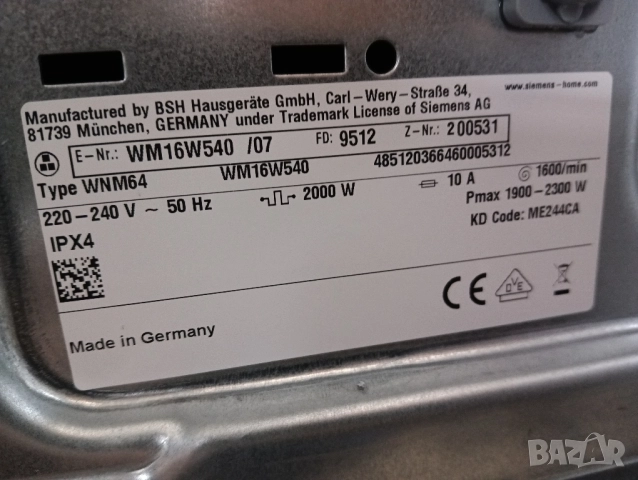 www.siemens-home.com
Manufactured by BSH Hausgeräte GmbH, Carl-Wery-Straße 34,
81739 München, GERMANY under Trademark License of Siemens AG
E-Nr.: WM16W540 /07 FD: 9512 Z-Nr.: 200531
Type WNM64 WM16W540 485120366460005312
220-240 V ~ 50 Hz 2000 W 10 A 1600/min
IPX4 Pmax 1900-2300 W
KD Code: ME244CA
CE DVE
Made in Germany
BAZAR